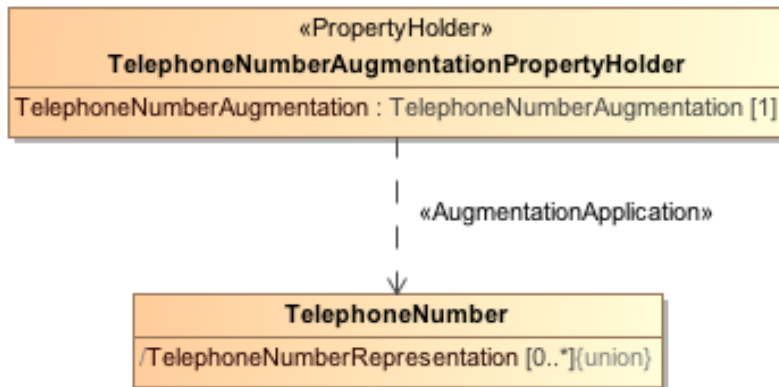 «PropertyHolder»
TelephoneNumberAugmentationPropertyHolder
TelephoneNumberAugmentation : TelephoneNumberAugmentation [1]
«AugmentationApplication»
TelephoneNumber
/TelephoneNumberRepresentation [0..*]{union}